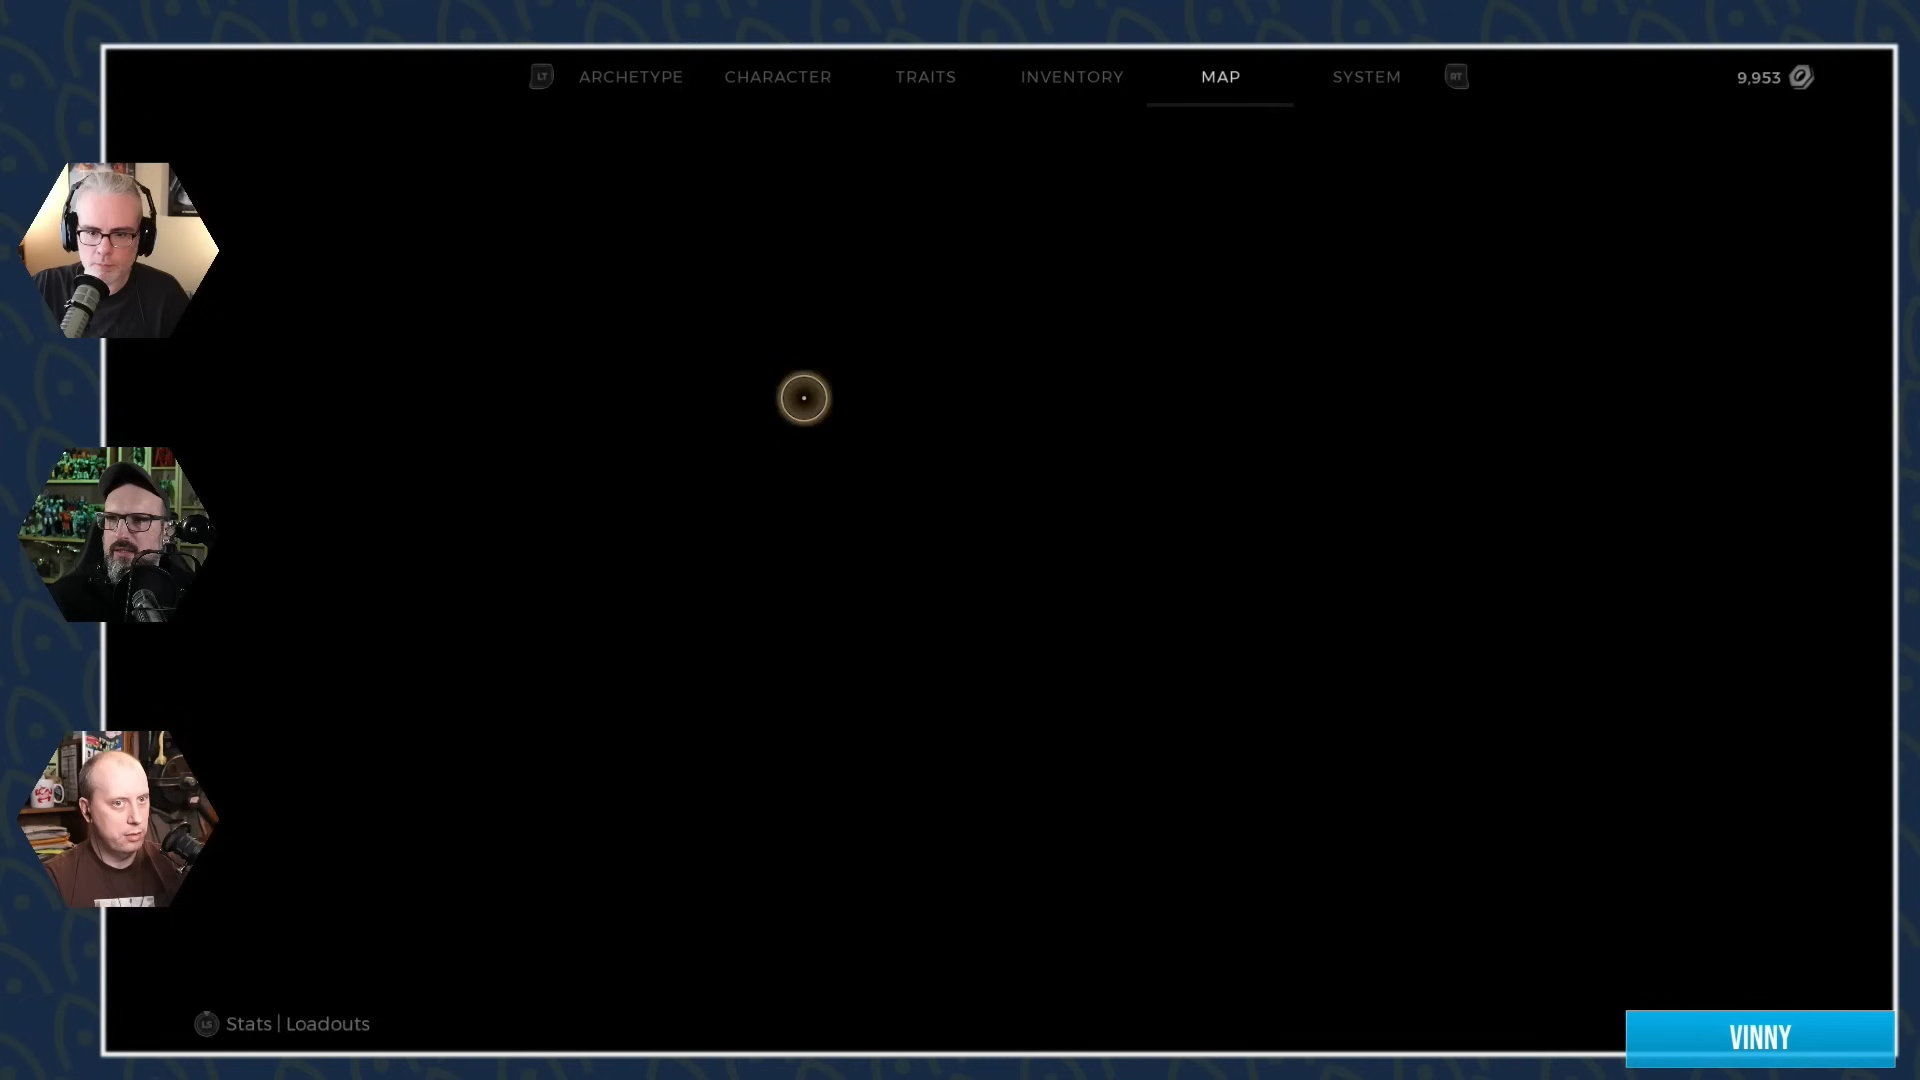 LT ARCHETYPE CHARACTER TRAITS INVENTORY MAP SYSTEM RT 9,953
LS Stats | Loadouts
VINNY